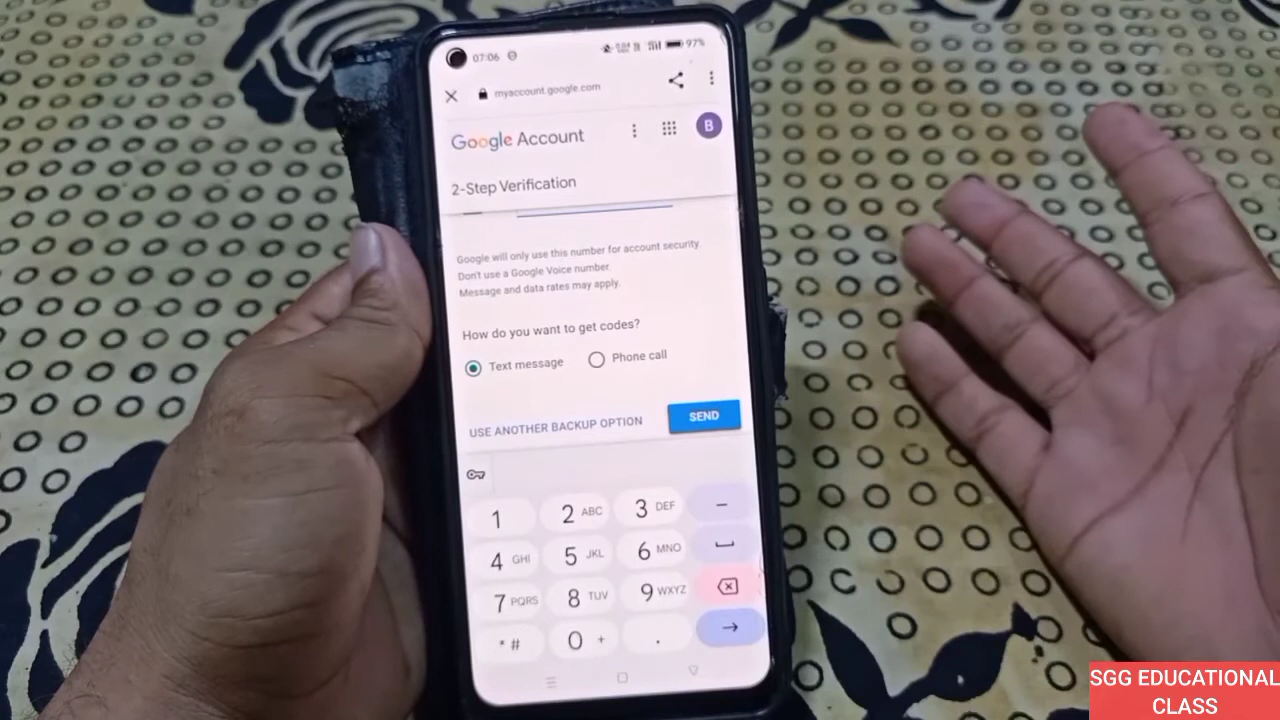 07:06
97%
myaccount.google.com
Google Account
B
2-Step Verification
Google will only use this number for account security.
Don't use a Google Voice number.
Message and data rates may apply.
How do you want to get codes?
Text message Phone call
USE ANOTHER BACKUP OPTION SEND
1 2 ABC 3 DEF -
4 GHI 5 JKL 6 MNO
7 PQRS 8 TUV 9 WXYZ
* # 0 + .
SGG EDUCATIONAL
CLASS